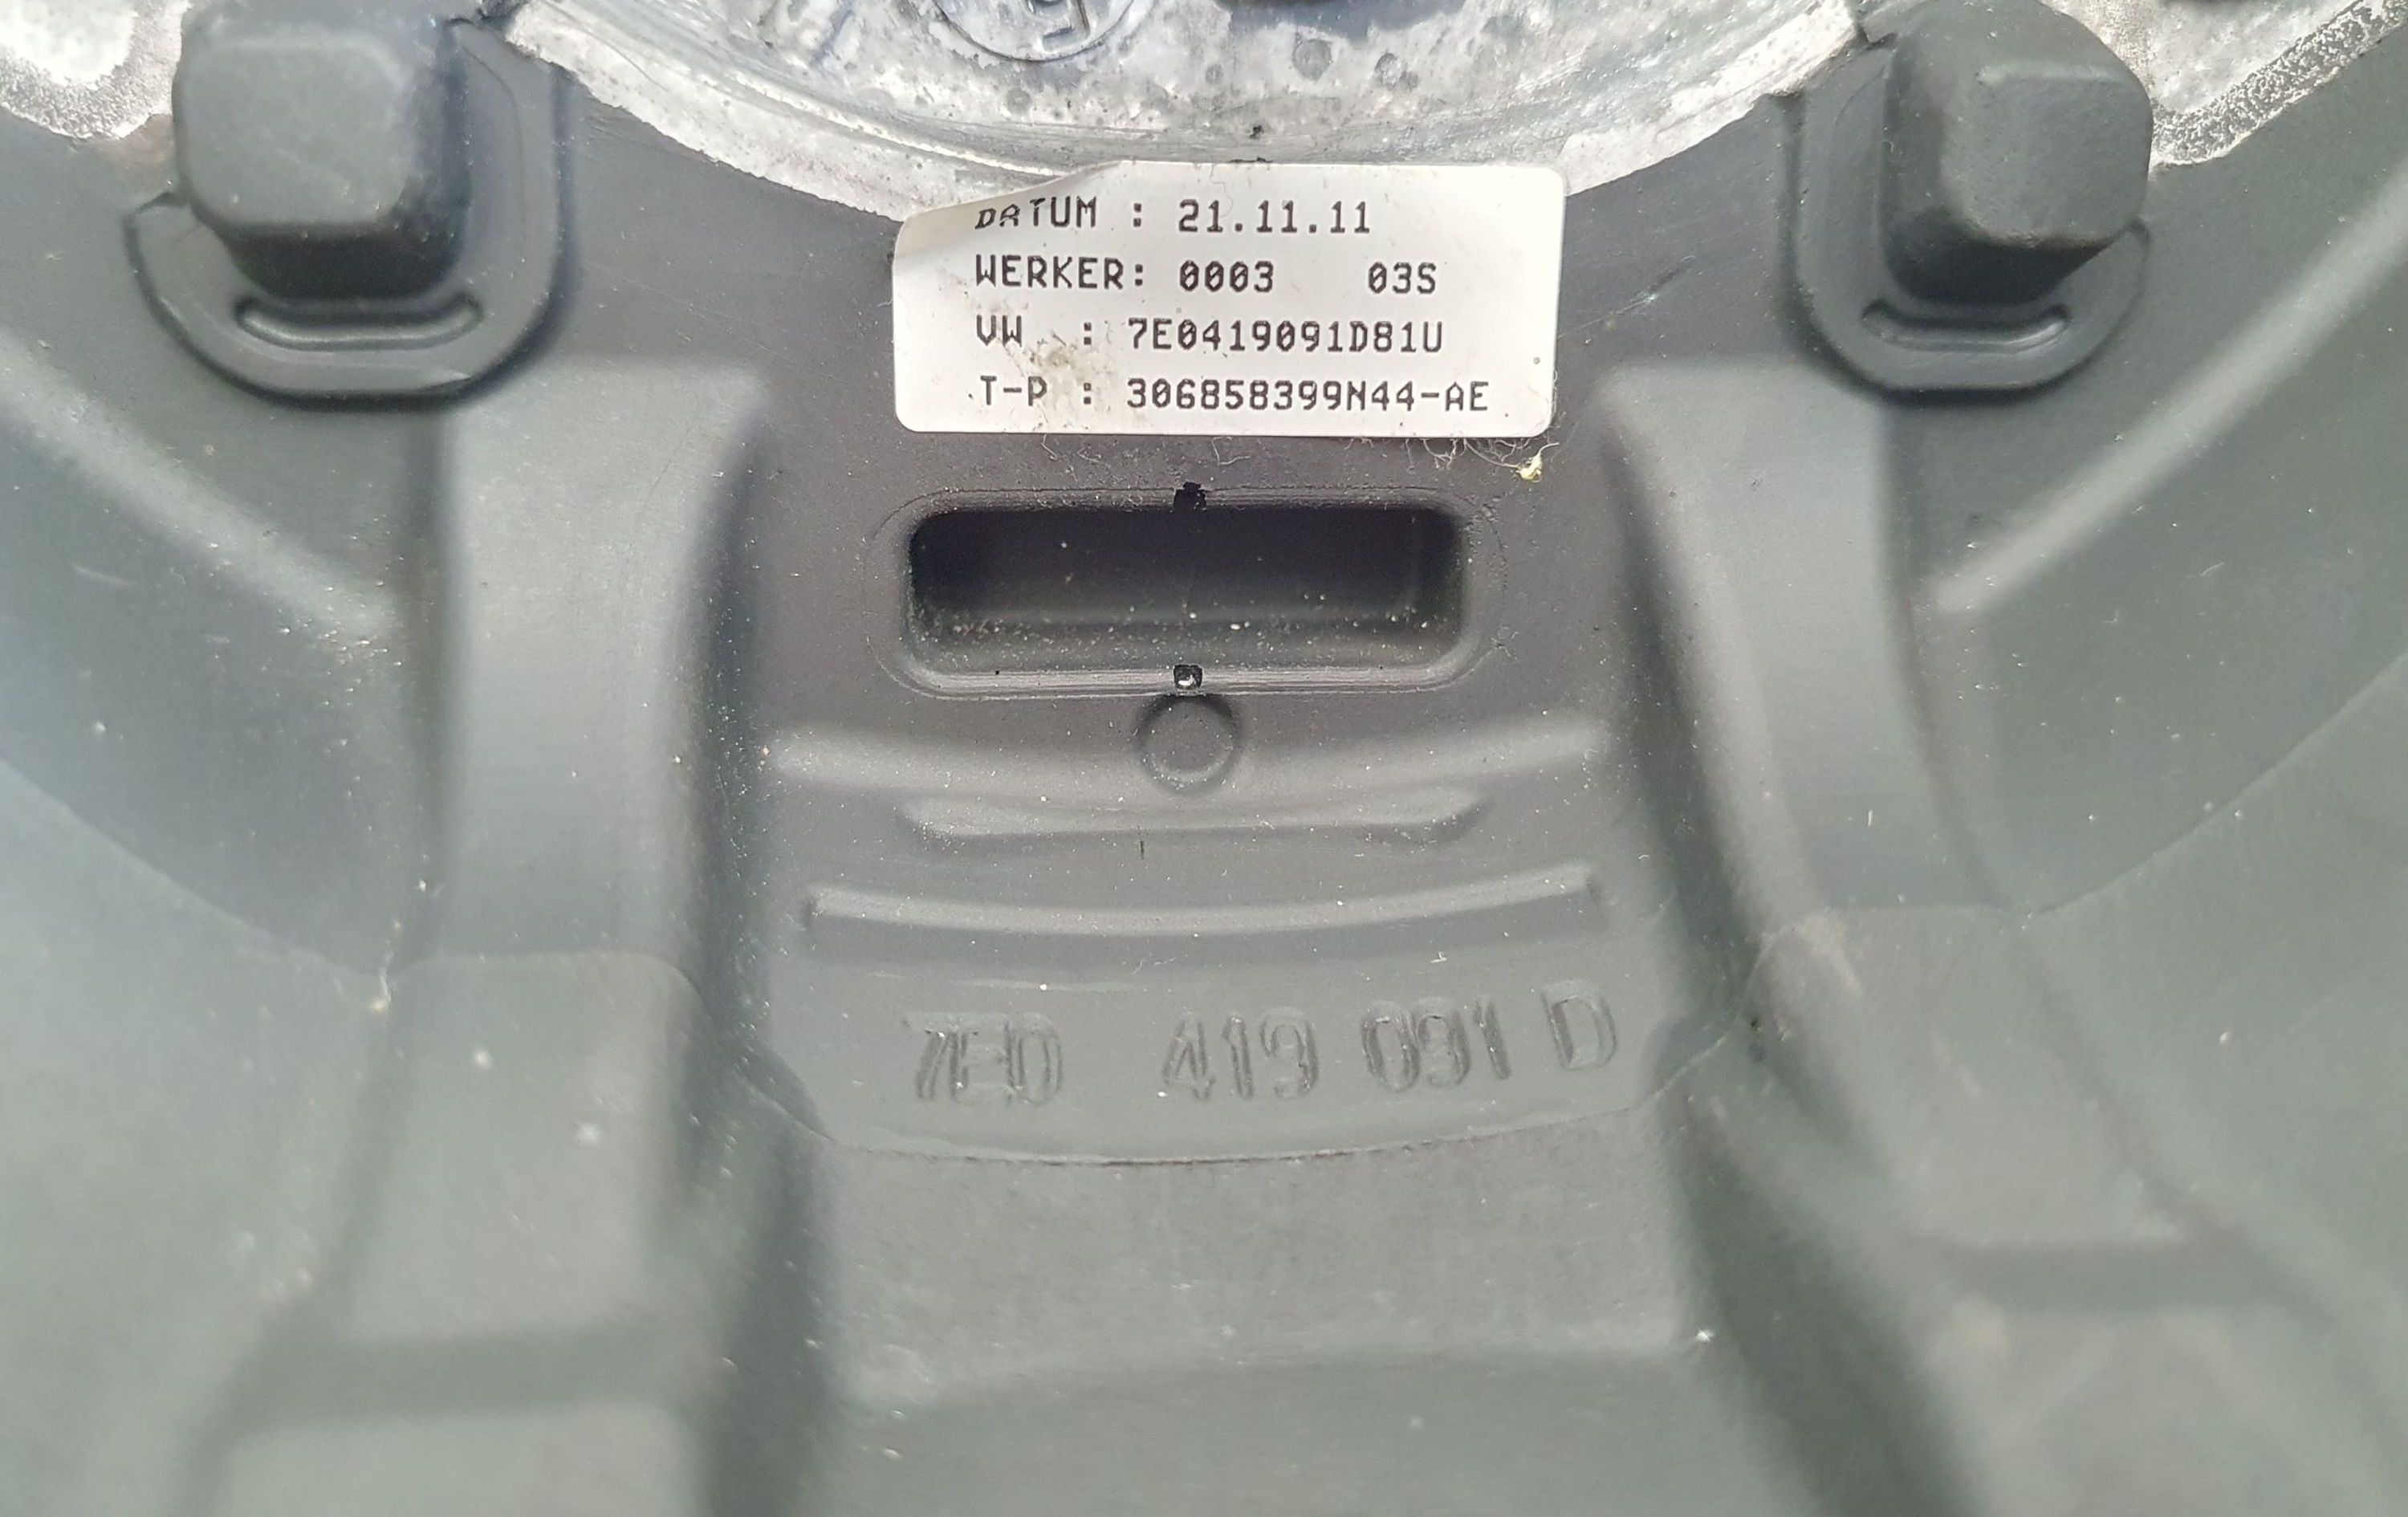 DATUM : 21.11.11
WERKER: 0003 03S
VW : 7E0419091D81U
T-P : 306858399N44-AE
7E0 419 091 D